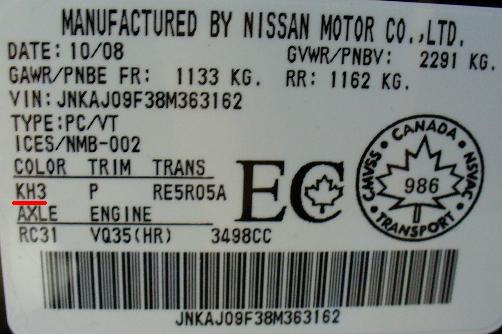 MANUFACTURED BY NISSAN MOTOR CO.,LTD.
DATE: 10/08 GVWR/PNBV: 2291 KG.
GAWR/PNBE FR: 1133 KG. RR: 1162 KG.
VIN: JNKAJ09F38M363162
TYPE: PC/VT
ICES/NMB-002
COLOR TRIM TRANS
KH3 P RE5R05A
AXLE ENGINE
RC31 VQ35(HR) 3498CC
EC
CANADA
CMVSS
NSVAC
986
JNKAJ09F38M363162